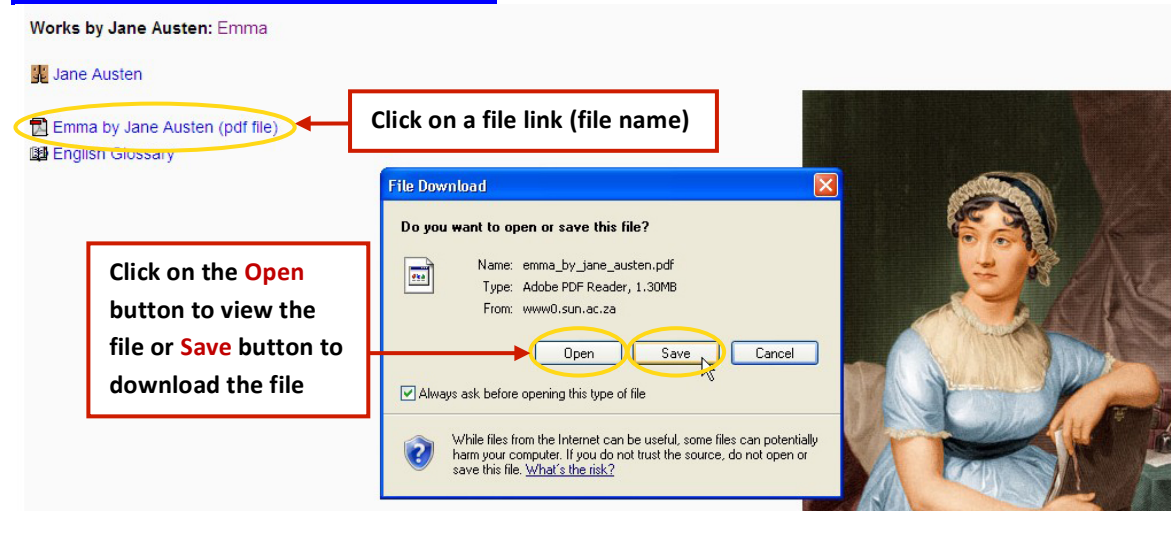 Works by Jane Austen: Emma
Jane Austen
Emma by Jane Austen (pdf file)
English Glossary
Click on a file link (file name)
File Download
Do you want to open or save this file?
Name: emma_by_jane_austen.pdf
Type: Adobe PDF Reader, 1.30MB
From: www0.sun.ac.za
Open Save Cancel
Always ask before opening this type of file
While files from the Internet can be useful, some files can potentially
harm your computer. If you do not trust the source, do not open or
save this file. What's the risk?
Click on the Open
button to view the
file or Save button to
download the file